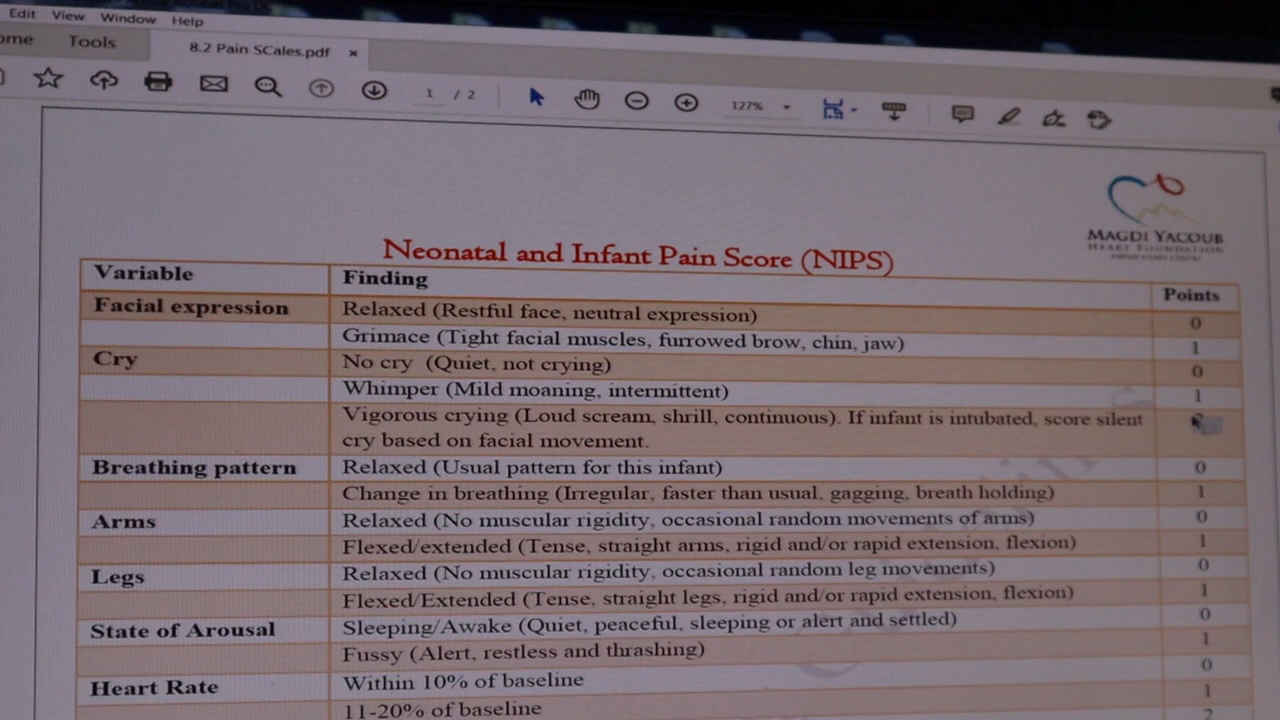 Edit View Window Help
Tools
8.2 Pain SCales.pdf ×
1 / 2 127%
MAGDI YACOUB
HEART FOUNDATION
ASWAN HEART CENTRE
Neonatal and Infant Pain Score (NIPS)
Variable Finding Points
Facial expression Relaxed (Restful face, neutral expression) 0
Grimace (Tight facial muscles, furrowed brow, chin, jaw) 1
Cry No cry (Quiet, not crying) 0
Whimper (Mild moaning, intermittent) 1
Vigorous crying (Loud scream, shrill, continuous). If infant is intubated, score silent
cry based on facial movement.
Breathing pattern Relaxed (Usual pattern for this infant) 0
Change in breathing (Irregular, faster than usual, gagging, breath holding) 1
Arms Relaxed (No muscular rigidity, occasional random movements of arms) 0
Flexed/extended (Tense, straight arms, rigid and/or rapid extension, flexion) 1
Legs Relaxed (No muscular rigidity, occasional random leg movements) 0
Flexed/Extended (Tense, straight legs, rigid and/or rapid extension, flexion) 1
State of Arousal Sleeping/Awake (Quiet, peaceful, sleeping or alert and settled) 0
Fussy (Alert, restless and thrashing) 1
Heart Rate Within 10% of baseline 0
11-20% of baseline 1
2